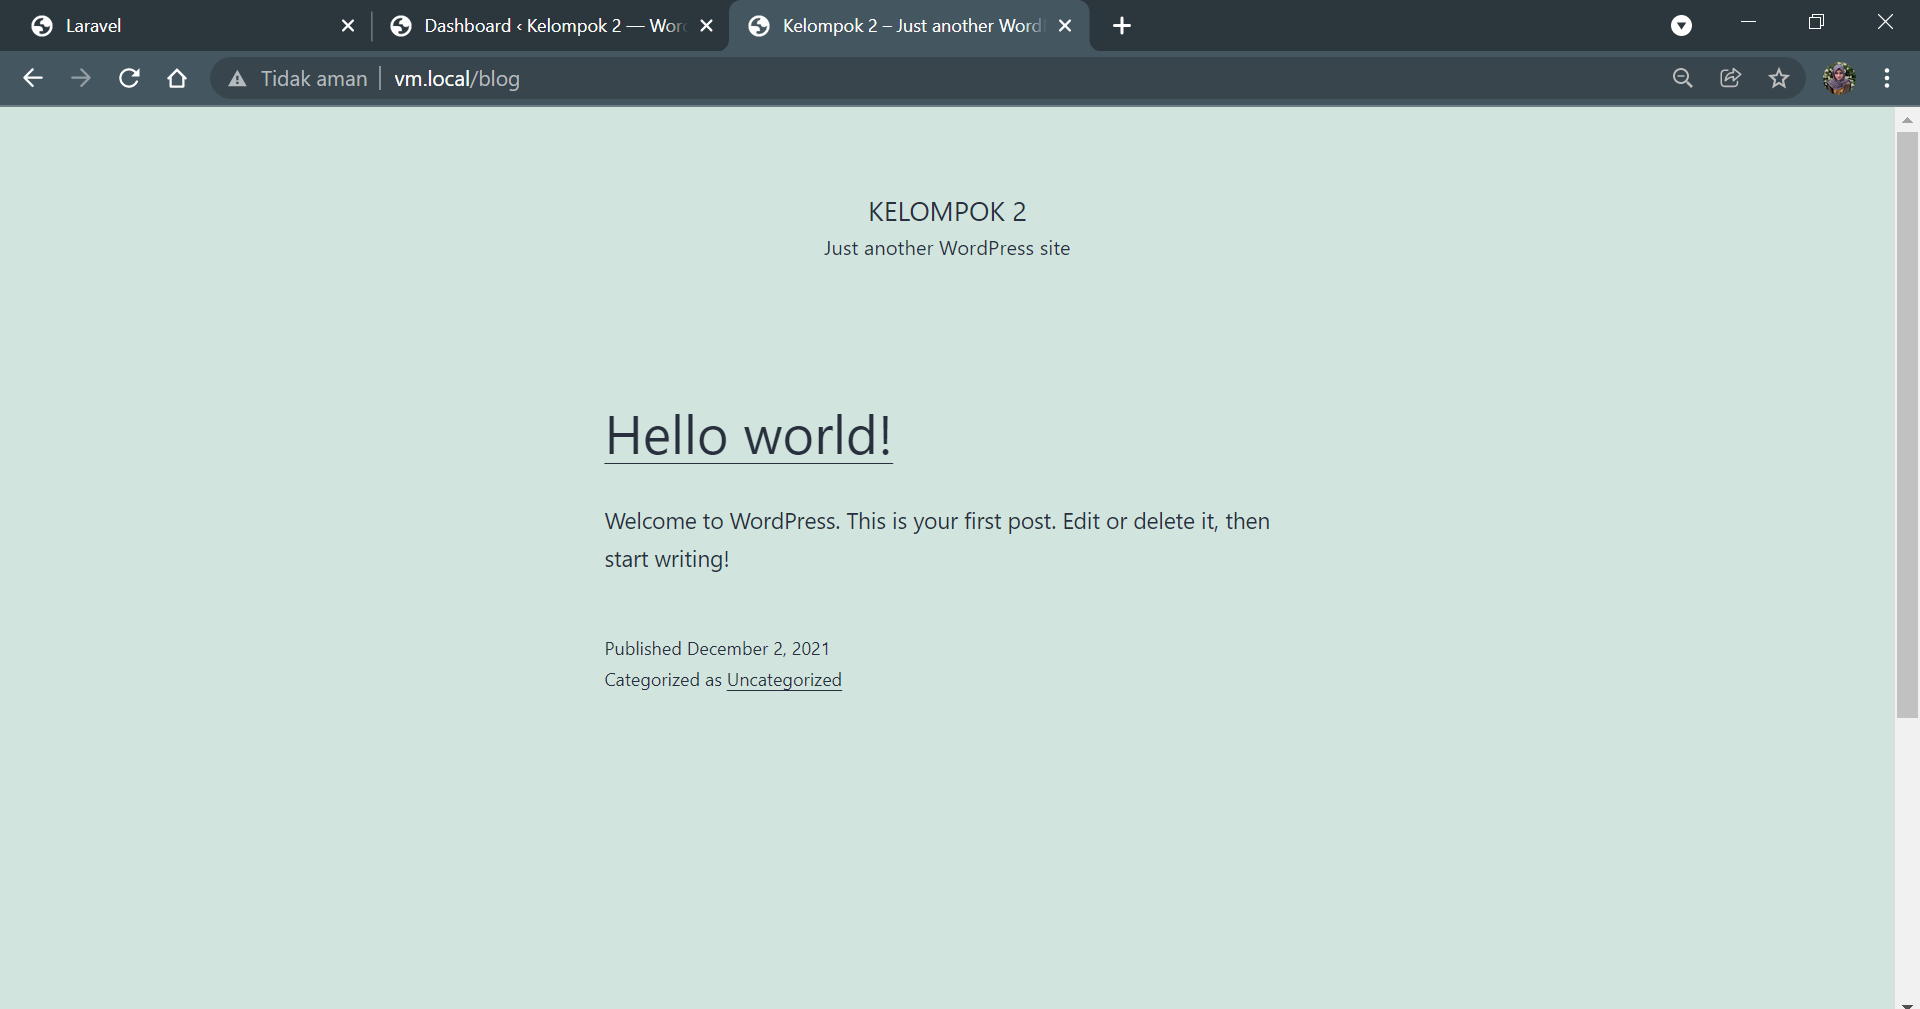 Laravel
Dashboard ‹ Kelompok 2 — Wor
Kelompok 2 – Just another Word
Tidak aman
vm.local/blog
KELOMPOK 2
Just another WordPress site
Hello world!
Welcome to WordPress. This is your first post. Edit or delete it, then
start writing!
Published December 2, 2021
Categorized as Uncategorized